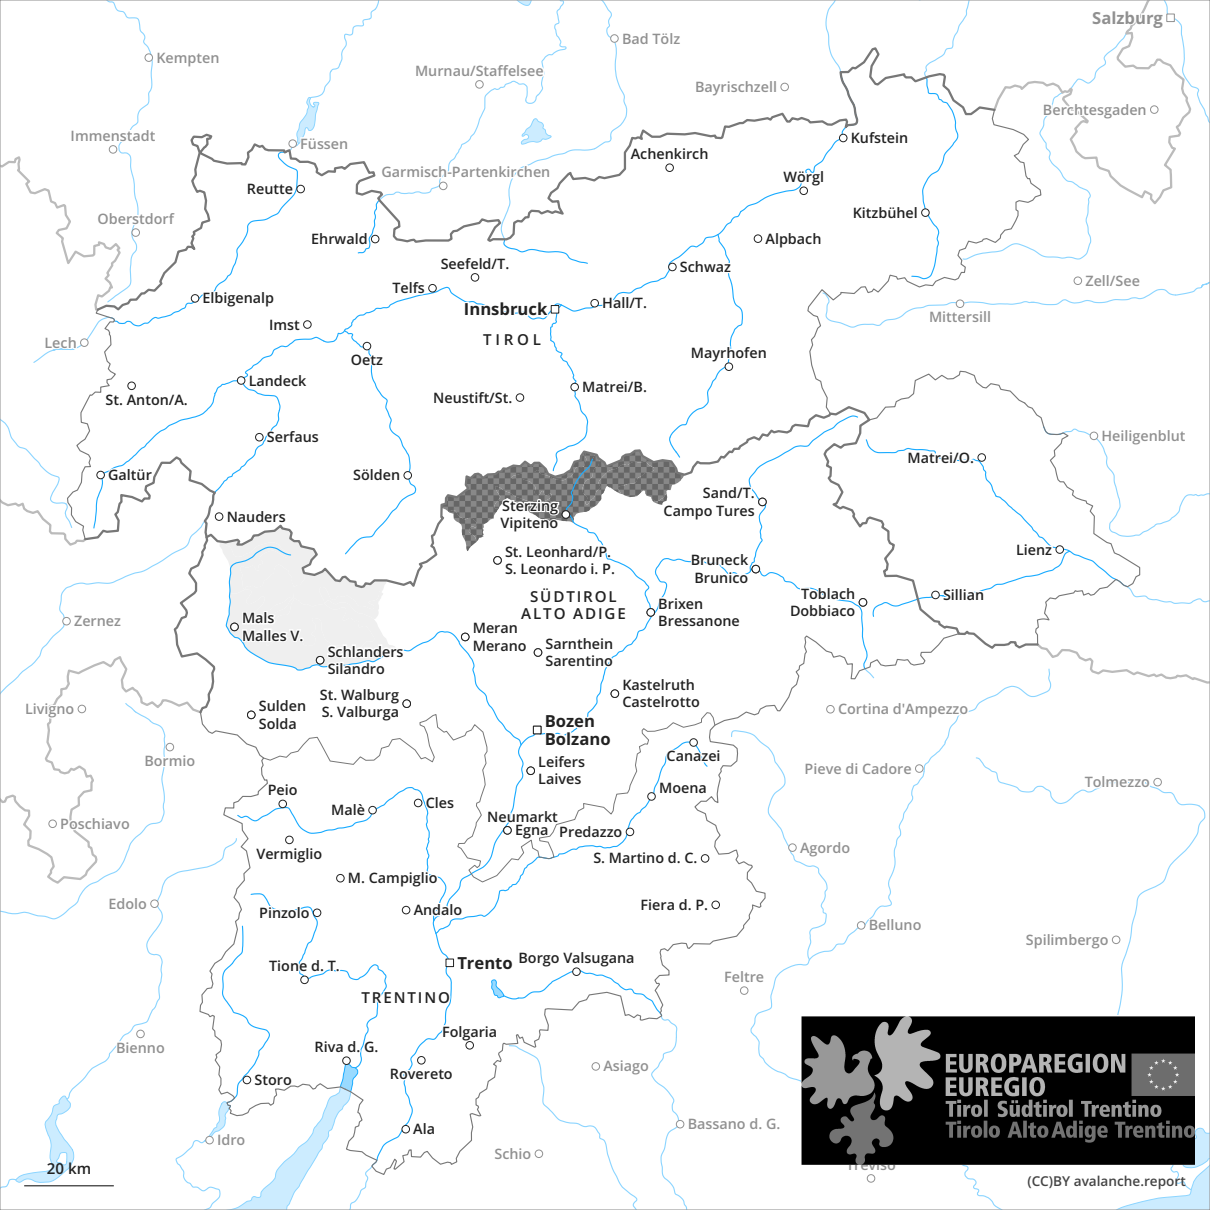 Salzburg
Kempten
Bad Tölz
Murnau/Staffelsee
Bayrischzell
Berchtesgaden
Immenstadt
Füssen
Kufstein
Achenkirch
Garmisch-Partenkirchen
Wörgl
Reutte
Oberstdorf
Kitzbühel
Ehrwald
Alpbach
Seefeld/T.
Schwaz
Zell/See
Telfs
Elbigenalp
Hall/T.
Innsbruck
Mittersill
Imst
TIROL
Lech
Oetz
Mayrhofen
Landeck
Matrei/B.
St. Anton/A.
Neustift/St.
Serfaus
Heiligenblut
Matrei/O.
Galtür
Sölden
Sand/T.
Campo Tures
Sterzing
Vipiteno
Nauders
St. Leonhard/P.
S. Leonardo i. P.
Lienz
Bruneck
Brunico
SÜDTIROL
ALTO ADIGE
Toblach
Dobbiaco
Sillian
Brixen
Bressanone
Zernez
Mals
Malles V.
Meran
Merano
Sarnthein
Sarentino
Schlanders
Silandro
Kastelruth
Castelrotto
St. Walburg
S. Valburga
Sulden
Solda
Livigno
Cortina d'Ampezzo
Bozen
Bolzano
Bormio
Canazei
Leifers
Laives
Pieve di Cadore
Tolmezzo
Peio
Moena
Malè
Cles
Neumarkt
Egna
Predazzo
Poschiavo
Vermiglio
Agordo
S. Martino d. C.
M. Campiglio
Edolo
Fiera d. P.
Pinzolo
Andalo
Belluno
Spilimbergo
Trento
Borgo Valsugana
Tione d. T.
Feltre
TRENTINO
Folgaria
Bienno
Riva d. G.
Asiago
Rovereto
Storo
EUROPAREGION
EUREGIO
Tirol Südtirol Trentino
Tirolo Alto Adige Trentino
Bassano d. G.
Ala
Idro
Schio
Treviso
20 km
(CC)BY avalanche.report